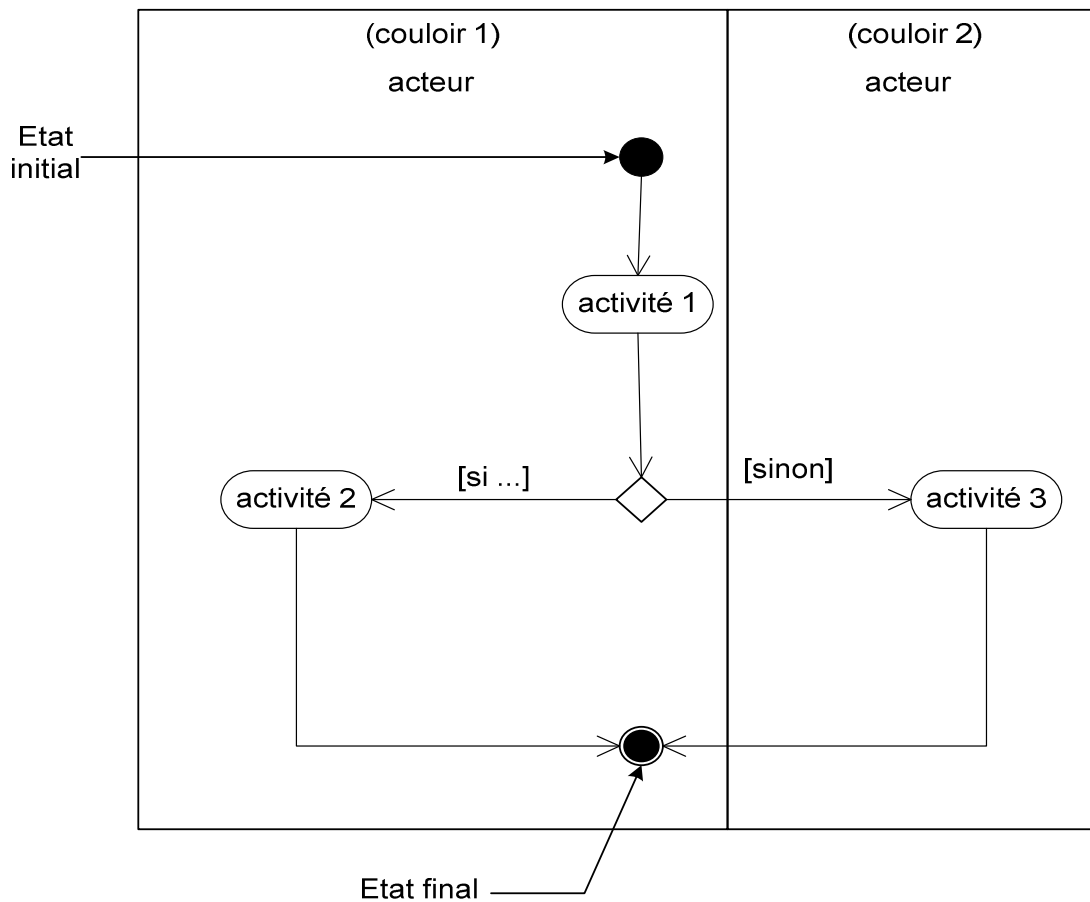 (couloir 1)
acteur
(couloir 2)
acteur
Etat
initial
activité 1
[si ...]
[sinon]
activité 2
activité 3
Etat final